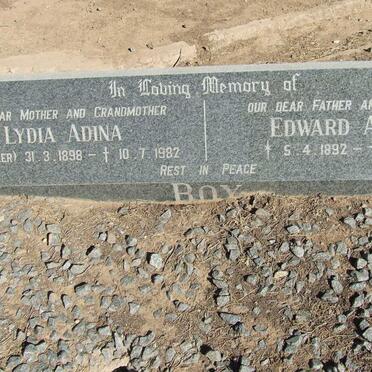 In Loving Memory of
AR MOTHER AND GRANDMOTHER
LYDIA ADINA
ER) 31.3.1898 – † 10.7.1982
OUR DEAR FATHER A
EDWARD A
† 5.4.1892 –
REST IN PEACE
BOX